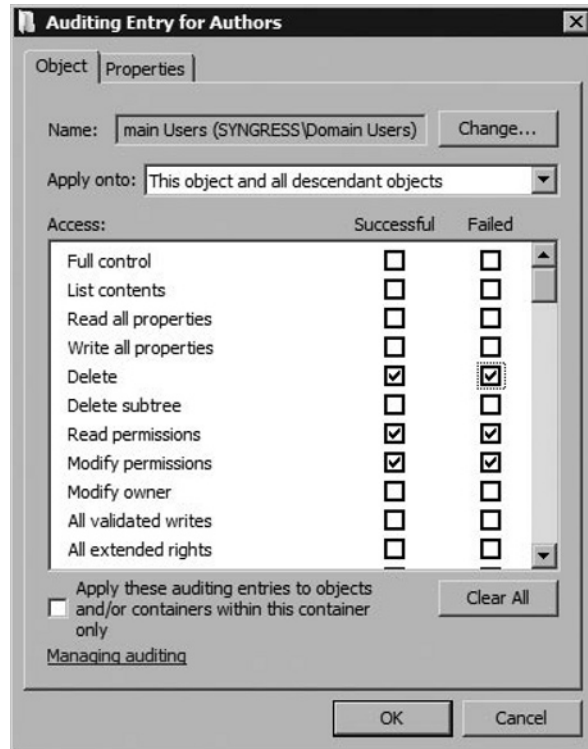 Auditing Entry for Authors
Object Properties
Name: main Users (SYNGRESS\Domain Users) Change...
Apply onto: This object and all descendant objects
Access: Successful Failed
Full control
List contents
Read all properties
Write all properties
Delete
Delete subtree
Read permissions
Modify permissions
Modify owner
All validated writes
All extended rights
Apply these auditing entries to objects
and/or containers within this container
only
Clear All
Managing auditing
OK Cancel